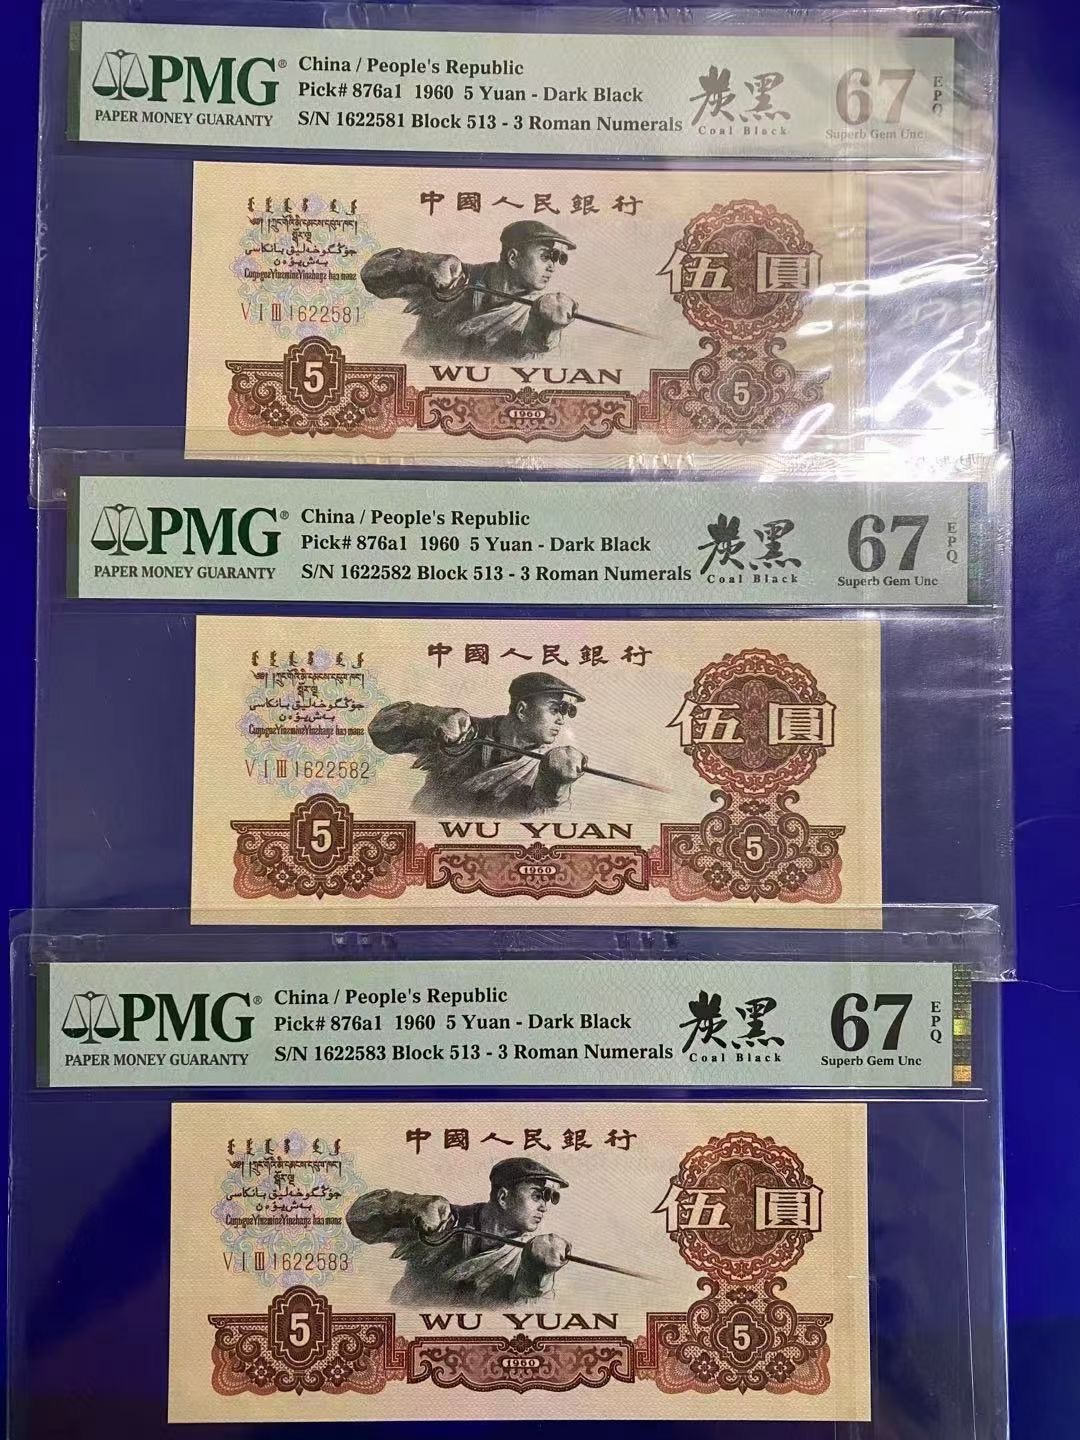 PMG®
PAPER MONEY GUARANTY
China / People's Republic
Pick# 876a1 1960 5 Yuan - Dark Black
S/N 1622581 Block 513 - 3 Roman Numerals
炭黑
Coal Black
67
Superb Gem Unc
EPQ
中國人民銀行
伍圓
V I III 1622581
WU YUAN
5
1960
5
PMG®
PAPER MONEY GUARANTY
China / People's Republic
Pick# 876a1 1960 5 Yuan - Dark Black
S/N 1622582 Block 513 - 3 Roman Numerals
炭黑
Coal Black
67
Superb Gem Unc
EPQ
中國人民銀行
伍圓
V I III 1622582
WU YUAN
5
1960
5
PMG®
PAPER MONEY GUARANTY
China / People's Republic
Pick# 876a1 1960 5 Yuan - Dark Black
S/N 1622583 Block 513 - 3 Roman Numerals
炭黑
Coal Black
67
Superb Gem Unc
EPQ
中國人民銀行
伍圓
V I III 1622583
WU YUAN
5
1960
5